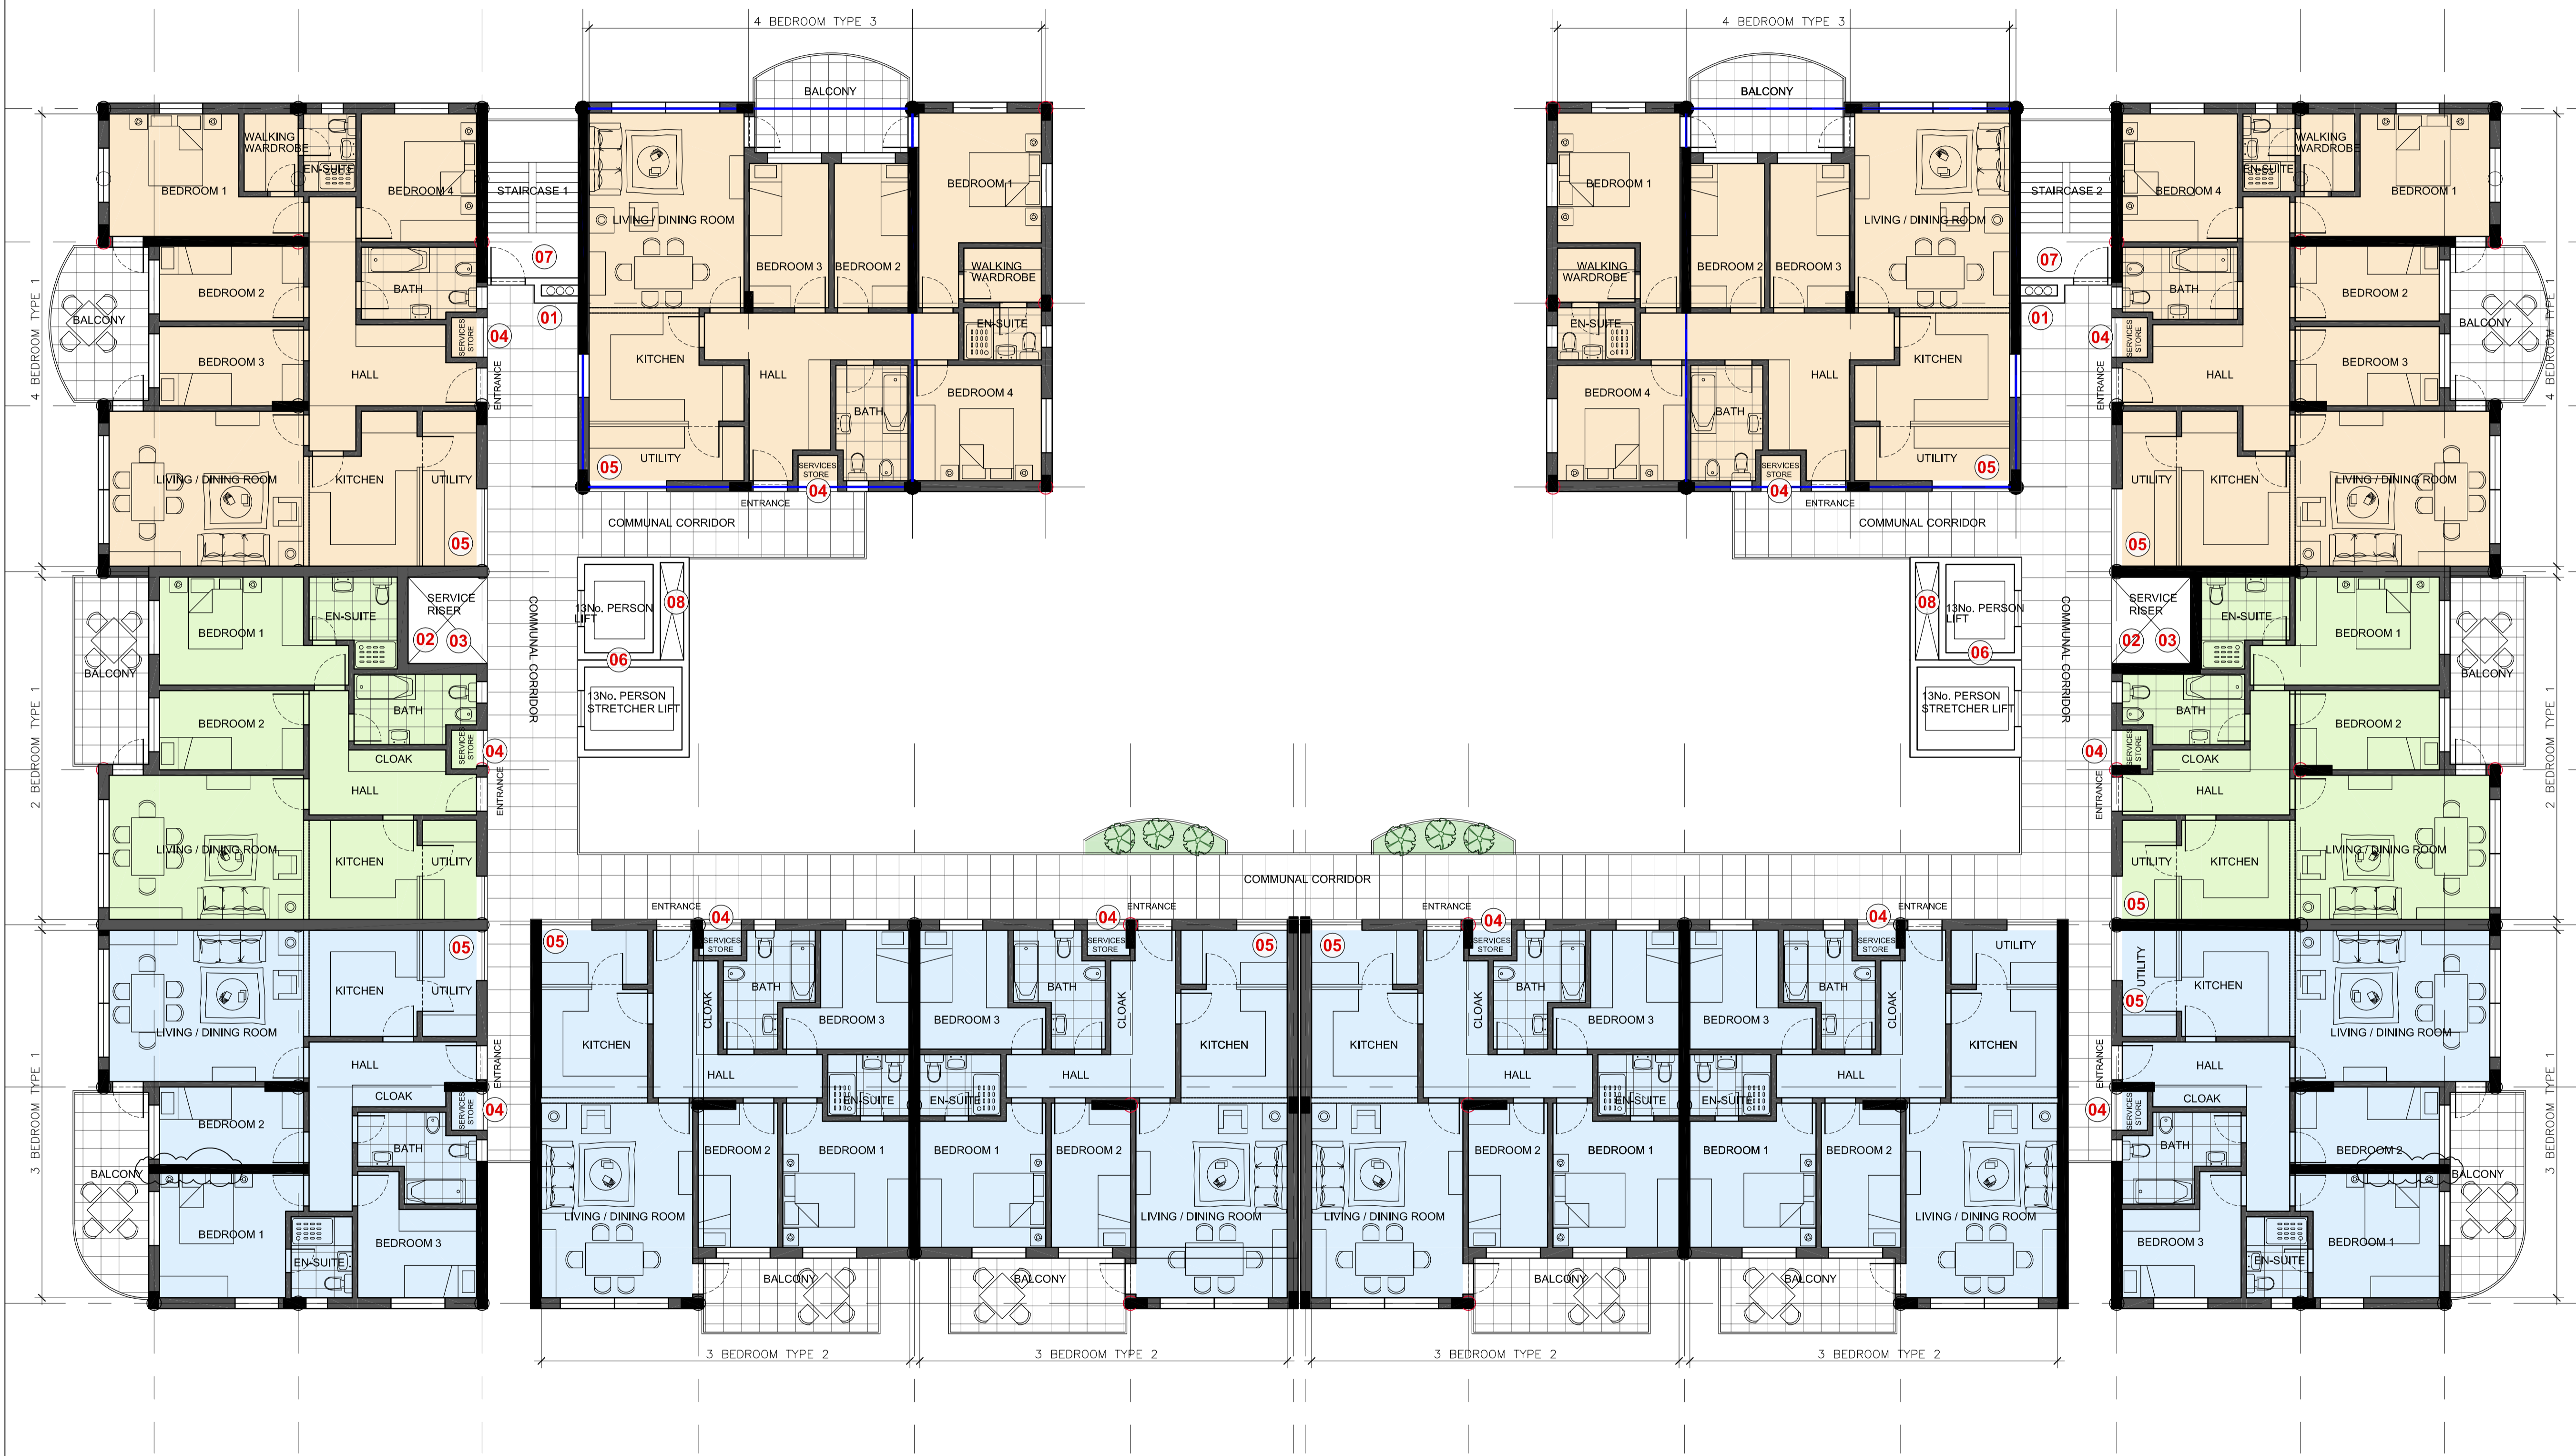 4 BEDROOM TYPE 3
4 BEDROOM TYPE 3
BALCONY
BALCONY
4 BEDROOM TYPE 1
BEDROOM 1
WALKING
WARDROBE
EN-SUITE
BEDROOM 4
STAIRCASE 1
07
01
BALCONY
BEDROOM 2
BATH
BEDROOM 3
SERVICES
STORE
04
HALL
ENTRANCE
LIVING / DINING ROOM
KITCHEN
UTILITY
05
LIVING / DINING ROOM
BEDROOM 3
BEDROOM 2
BEDROOM 1
WALKING
WARDROBE
EN-SUITE
KITCHEN
HALL
BATH
BEDROOM 4
UTILITY
05
SERVICES
STORE
04
ENTRANCE
COMMUNAL CORRIDOR
BEDROOM 1
BEDROOM 2
BEDROOM 3
LIVING / DINING ROOM
WALKING
WARDROBE
EN-SUITE
KITCHEN
BEDROOM 4
BATH
HALL
UTILITY
05
SERVICES
STORE
04
ENTRANCE
COMMUNAL CORRIDOR
STAIRCASE 2
07
01
BEDROOM 4
EN-SUITE
WALKING
WARDROBE
BEDROOM 1
BATH
BEDROOM 2
BALCONY
4 BEDROOM TYPE 1
04
SERVICES
STORE
HALL
BEDROOM 3
ENTRANCE
UTILITY
KITCHEN
LIVING / DINING ROOM
05
2 BEDROOM TYPE 1
BALCONY
BEDROOM 1
EN-SUITE
SERVICE
RISER
02
03
COMMUNAL CORRIDOR
BEDROOM 2
BATH
CLOAK
SERVICES
STORE
04
HALL
ENTRANCE
LIVING / DINING ROOM
KITCHEN
UTILITY
13No. PERSON
LIFT
08
06
13No. PERSON
STRETCHER LIFT
08
13No. PERSON
LIFT
06
13No. PERSON
STRETCHER LIFT
COMMUNAL CORRIDOR
SERVICE
RISER
02
03
EN-SUITE
BEDROOM 1
BALCONY
2 BEDROOM TYPE 1
BATH
BEDROOM 2
04
SERVICES
STORE
CLOAK
HALL
ENTRANCE
UTILITY
KITCHEN
LIVING / DINING ROOM
05
COMMUNAL CORRIDOR
3 BEDROOM TYPE 1
LIVING / DINING ROOM
KITCHEN
UTILITY
05
HALL
ENTRANCE
CLOAK
SERVICES
STORE
04
BEDROOM 2
BATH
BALCONY
BEDROOM 1
EN-SUITE
BEDROOM 3
ENTRANCE
04
05
SERVICES
STORE
BATH
CLOAK
BEDROOM 3
KITCHEN
HALL
EN-SUITE
BEDROOM 2
BEDROOM 1
LIVING / DINING ROOM
BALCONY
3 BEDROOM TYPE 2
04
ENTRANCE
SERVICES
STORE
05
BATH
CLOAK
BEDROOM 3
KITCHEN
HALL
EN-SUITE
BEDROOM 1
BEDROOM 2
LIVING / DINING ROOM
BALCONY
3 BEDROOM TYPE 2
ENTRANCE
04
05
SERVICES
STORE
BATH
CLOAK
BEDROOM 3
KITCHEN
HALL
EN-SUITE
BEDROOM 2
BEDROOM 1
LIVING / DINING ROOM
BALCONY
3 BEDROOM TYPE 2
04
ENTRANCE
SERVICES
STORE
UTILITY
BATH
CLOAK
BEDROOM 3
KITCHEN
HALL
EN-SUITE
BEDROOM 1
BEDROOM 2
LIVING / DINING ROOM
BALCONY
3 BEDROOM TYPE 2
UTILITY
05
KITCHEN
LIVING / DINING ROOM
HALL
ENTRANCE
CLOAK
04
SERVICES
STORE
BATH
BEDROOM 2
BALCONY
BEDROOM 3
EN-SUITE
BEDROOM 1
3 BEDROOM TYPE 1